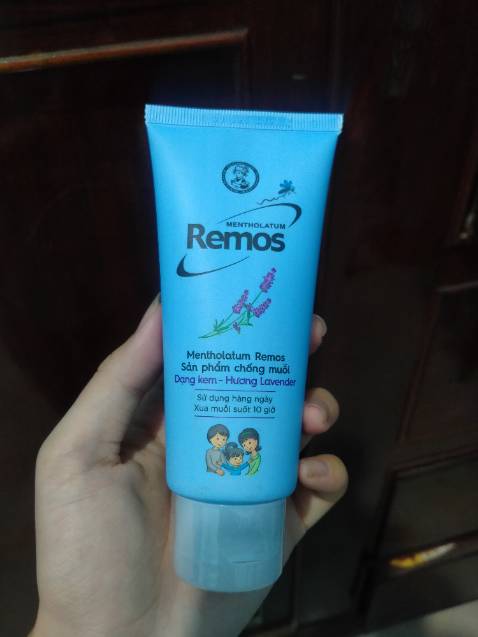 MENTHOLATUM
Remos
Mentholatum Remos
Sản phẩm chống muỗi
Dạng kem - Hương Lavender
Sử dụng hàng ngày
Xua muỗi suốt 10 giờ